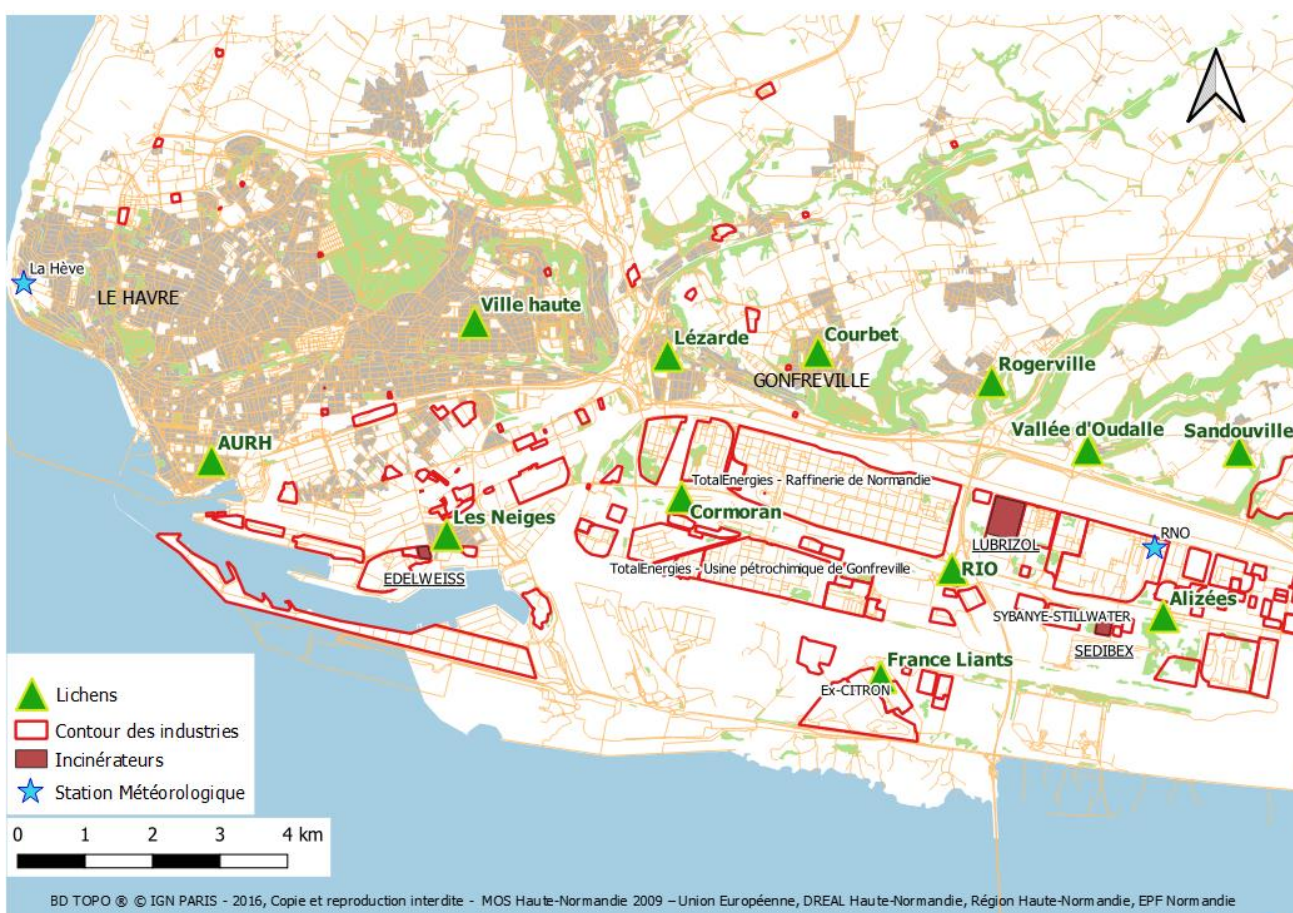 La Hève
LE HAVRE
Ville haute
Lézarde
Courbet
GONFREVILLE
Rogerville
AURH
Vallée d'Oudalle
Sandouville
TotalEnergies - Raffinerie de Normandie
Cormoran
Les Neiges
EDELWEISS
LUBRIZOL
RNO
TotalEnergies - Usine pétrochimique de Gonfreville
RIO
Alizées
SYBANYE-STILLWATER
SEDIBEX
France Liants
Ex-CITRON
Lichens
Contour des industries
Incinérateurs
Station Météorologique
0 1 2 3 4 km
BD TOPO ® © IGN PARIS - 2016, Copie et reproduction interdite - MOS Haute-Normandie 2009 – Union Européenne, DREAL Haute-Normandie, Région Haute-Normandie, EPF Normandie